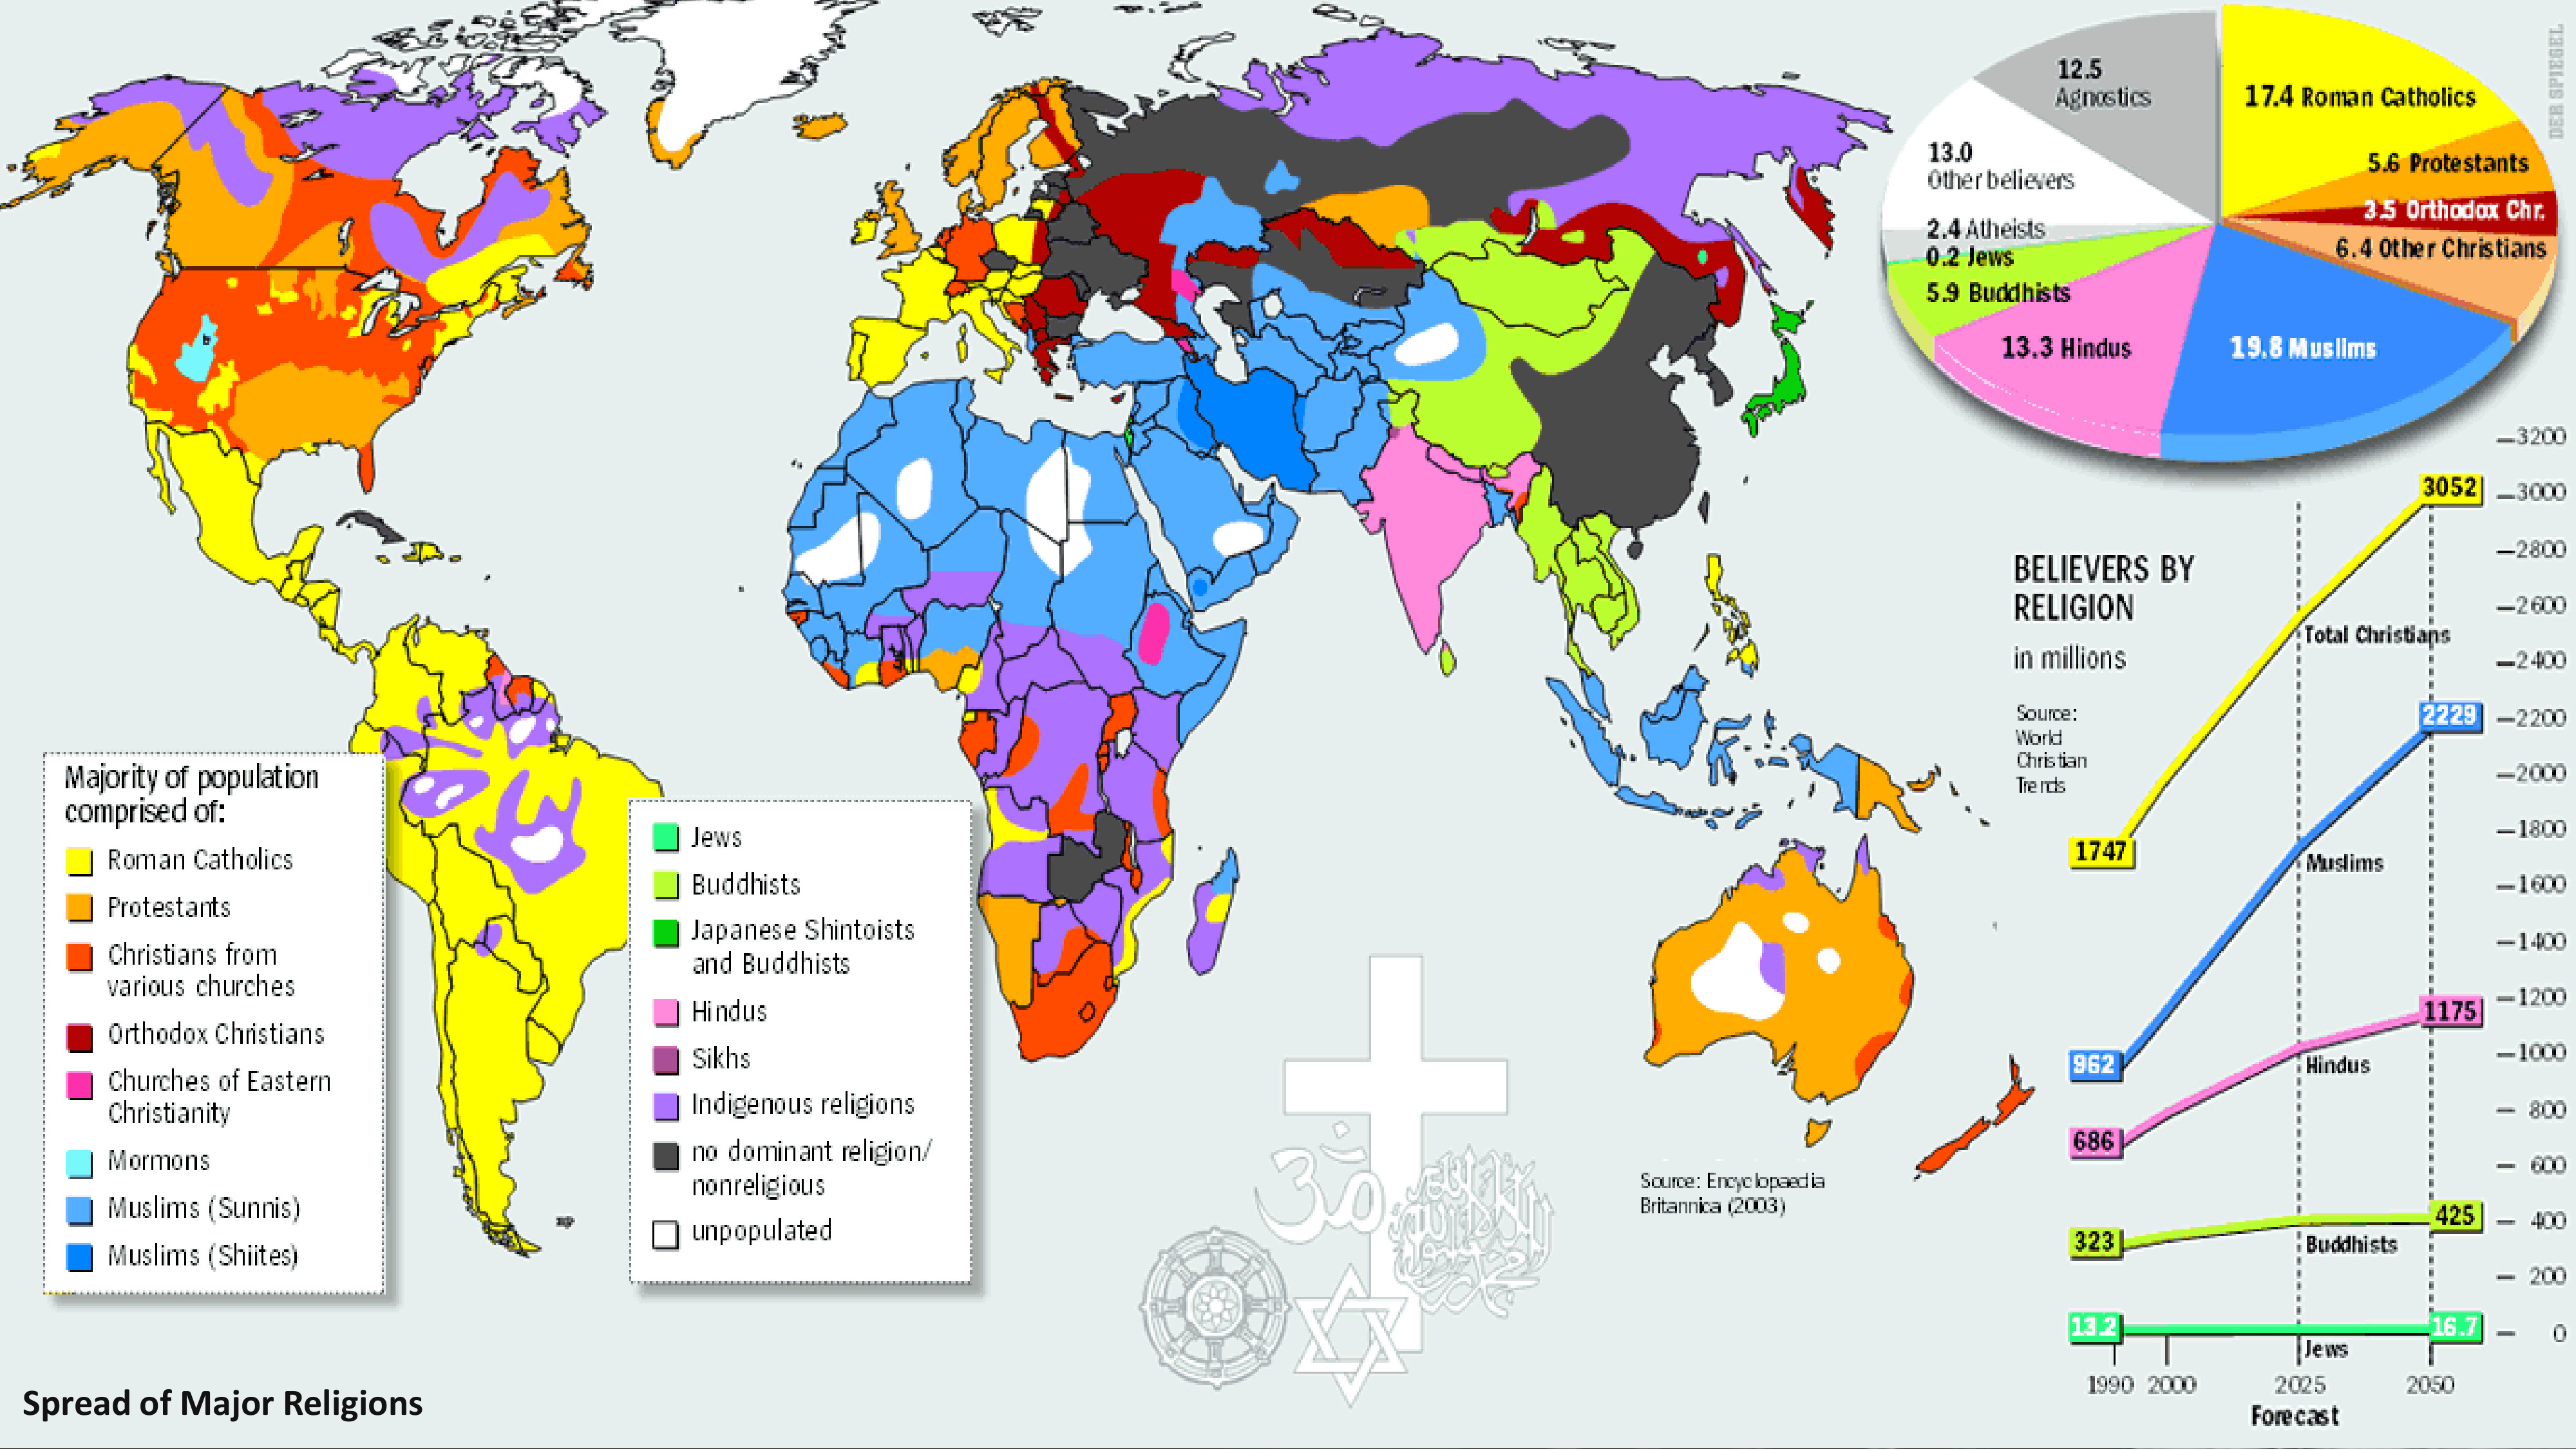 12.5
Agnostics
17.4 Roman Catholics
13.0
Other believers
5.6 Protestants
3.5 Orthodox Chr.
2.4 Atheists
6.4 Other Christians
0.2 Jews
5.9 Buddhists
13.3 Hindus
19.8 Muslims
DER SPIEGEL
BELIEVERS BY
RELIGION
in millions
Source:
World
Christian
Trends
3200
3000
2800
2600
2400
2200
2000
1800
1600
1400
1200
1000
800
600
400
200
0
3052
Total Christians
1747
2229
Muslims
962
1175
Hindus
686
425
Buddhists
323
16.7
Jews
13.2
1990 2000 2025 2050
Forecast
Majority of population
comprised of:
Roman Catholics
Protestants
Christians from
various churches
Orthodox Christians
Churches of Eastern
Christianity
Mormons
Muslims (Sunnis)
Muslims (Shiites)
Jews
Buddhists
Japanese Shintoists
and Buddhists
Hindus
Sikhs
Indigenous religions
no dominant religion/
nonreligious
unpopulated
Source: Encyclopaedia
Britannica (2003)
Spread of Major Religions